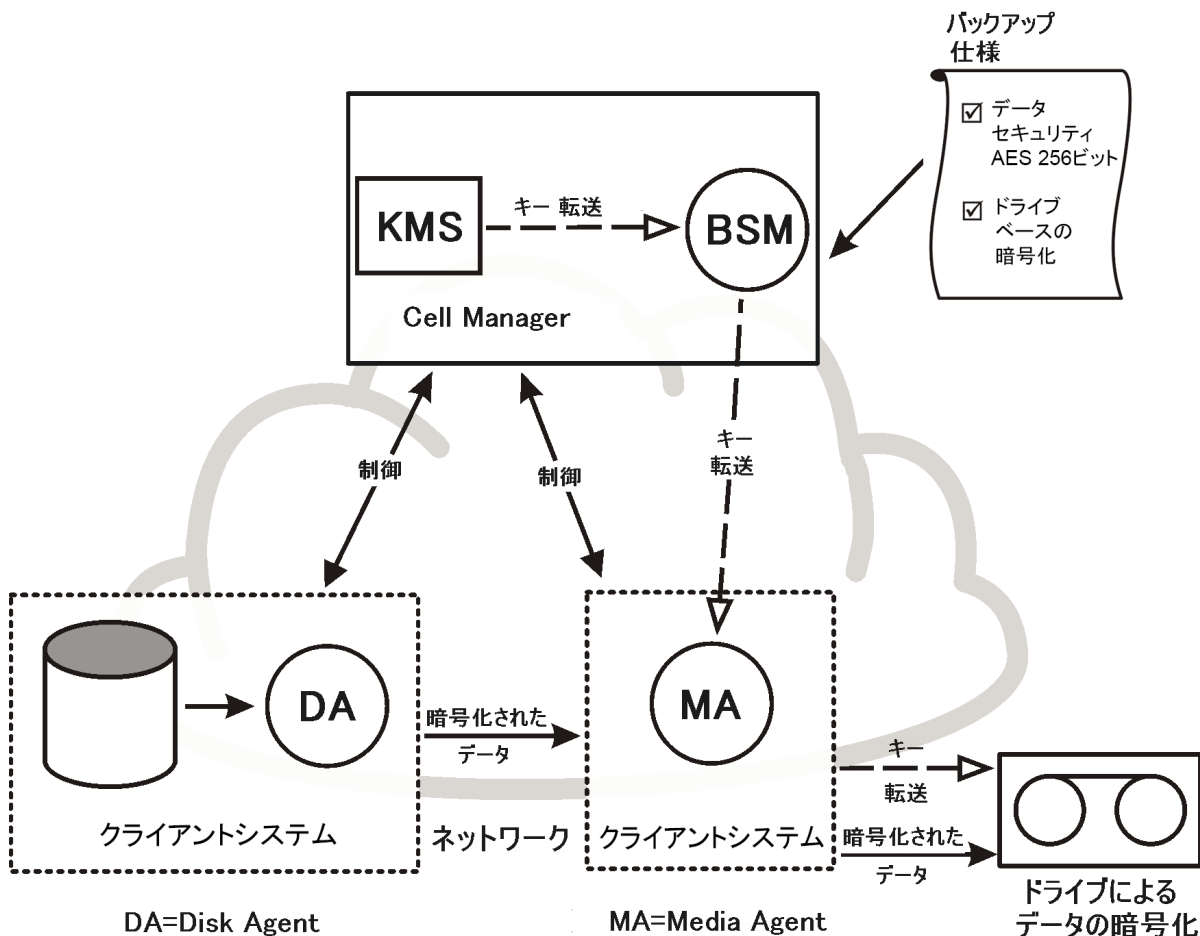 バックアップ
仕様
データ
セキュリティ
AES 256ビット
ドライブ
ベースの
暗号化
KMS
キー 転送
BSM
Cell Manager
制御
制御
キー
転送
DA
暗号化された
データ
MA
キー
転送
クライアントシステム
ネットワーク
クライアントシステム
暗号化された
データ
DA=Disk Agent
MA=Media Agent
ドライブによる
データの暗号化